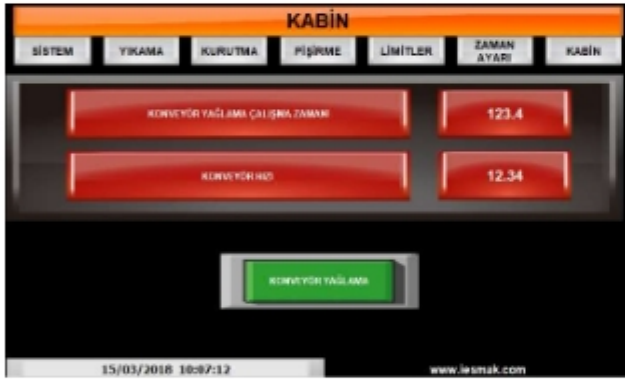 KABİN
SİSTEM YIKAMA KURUTMA PİŞİRME LİMİTLER ZAMAN AYARI KABİN
KONVEYÖR YAĞLAMA ÇALIŞMA ZAMANI 123.4
KONVEYÖR HIZI 12.34
KONVEYÖR YAĞLAMA
15/03/2018 10:07:12 www.iesmak.com